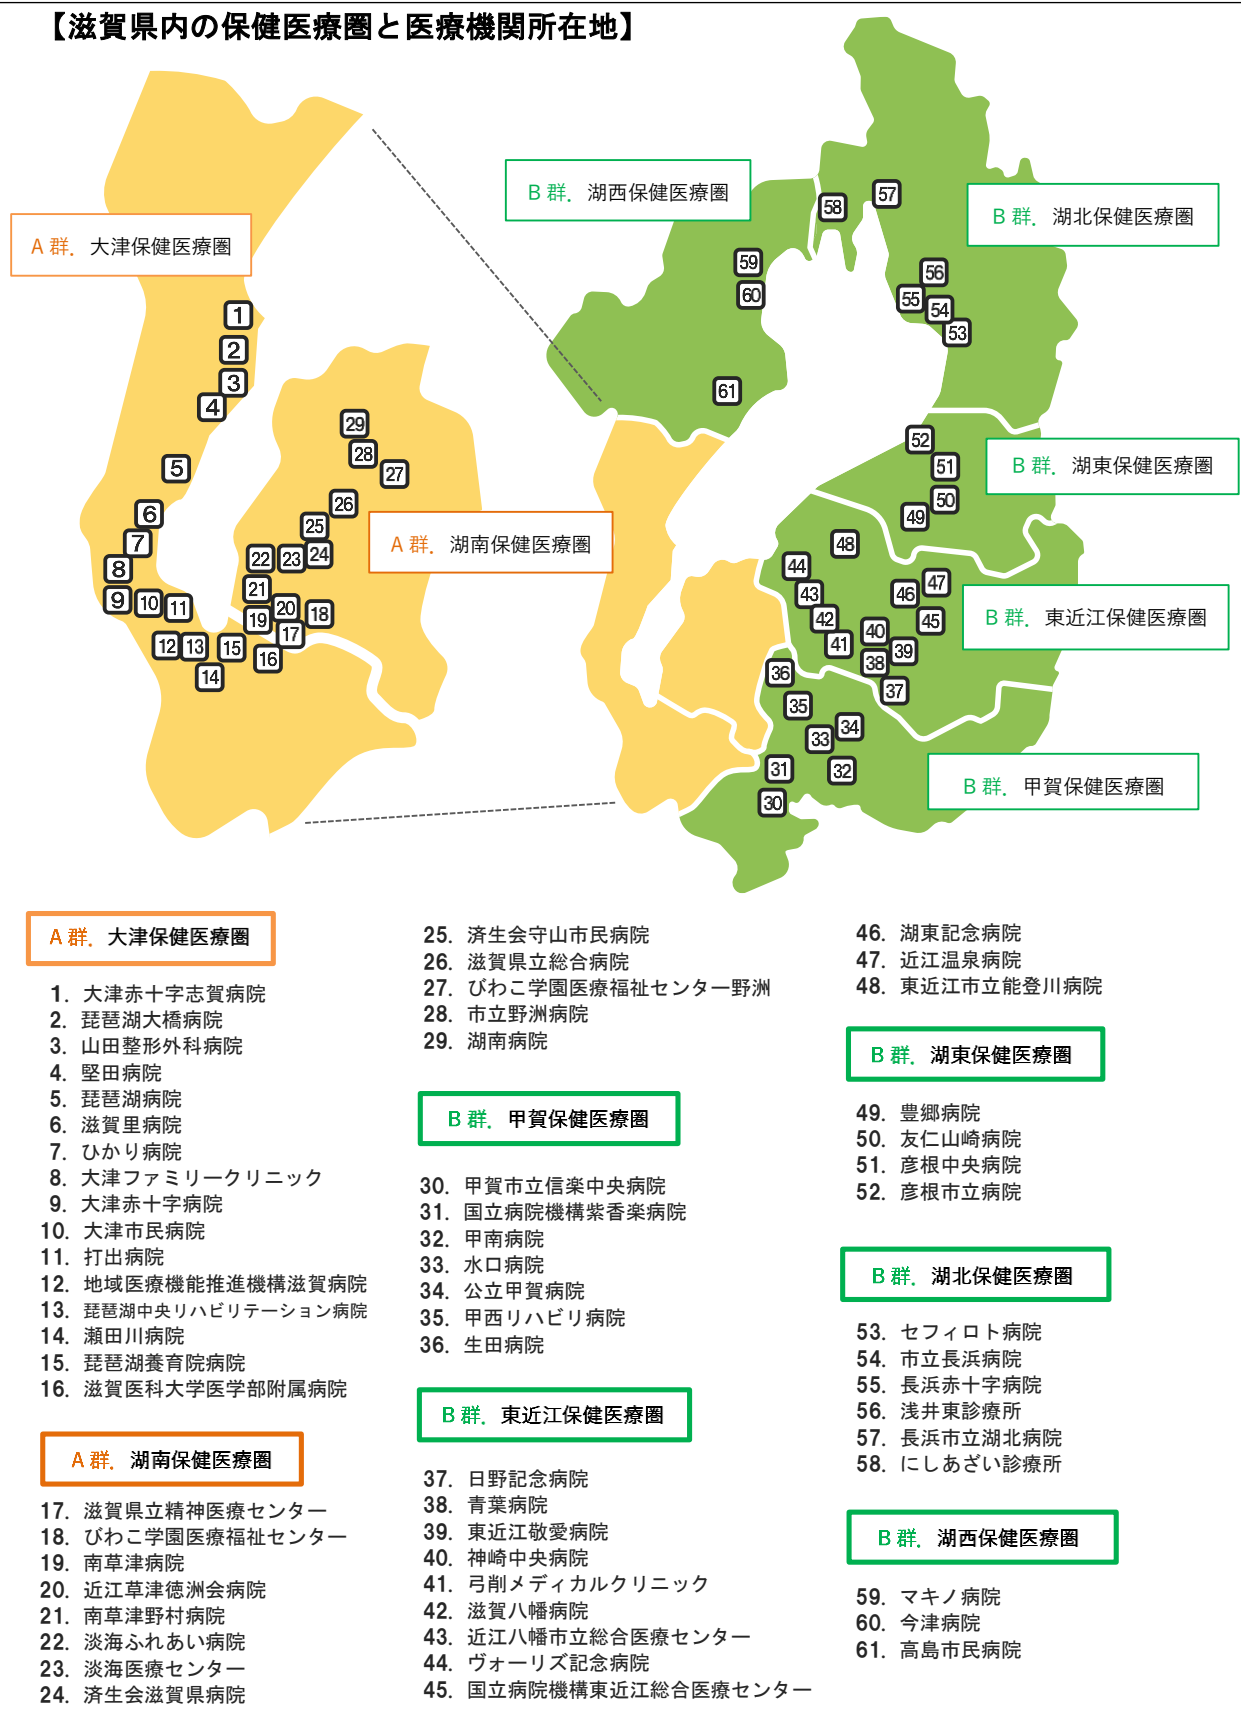 【滋賀県内の保健医療圏と医療機関所在地】
B 群．湖西保健医療圏
B 群．湖北保健医療圏
A 群．大津保健医療圏
B 群．湖東保健医療圏
A 群．湖南保健医療圏
B 群．東近江保健医療圏
B 群．甲賀保健医療圏
1
2
3
4
5
6
7
8
9
10
11
12
13
14
15
16
17
18
19
20
21
22
23
24
25
26
27
28
29
30
31
32
33
34
35
36
37
38
39
40
41
42
43
44
45
46
47
48
49
50
51
52
53
54
55
56
57
58
59
60
61
A 群．大津保健医療圏
1．大津赤十字志賀病院
2．琵琶湖大橋病院
3．山田整形外科病院
4．堅田病院
5．琵琶湖病院
6．滋賀里病院
7．ひかり病院
8．大津ファミリークリニック
9．大津赤十字病院
10．大津市民病院
11．打出病院
12．地域医療機能推進機構滋賀病院
13．琵琶湖中央リハビリテーション病院
14．瀬田川病院
15．琵琶湖養育院病院
16．滋賀医科大学医学部附属病院
A 群．湖南保健医療圏
17．滋賀県立精神医療センター
18．びわこ学園医療福祉センター
19．南草津病院
20．近江草津徳洲会病院
21．南草津野村病院
22．淡海ふれあい病院
23．淡海医療センター
24．済生会滋賀県病院
25．済生会守山市民病院
26．滋賀県立総合病院
27．びわこ学園医療福祉センター野洲
28．市立野洲病院
29．湖南病院
B 群．甲賀保健医療圏
30．甲賀市立信楽中央病院
31．国立病院機構紫香楽病院
32．甲南病院
33．水口病院
34．公立甲賀病院
35．甲西リハビリ病院
36．生田病院
B 群．東近江保健医療圏
37．日野記念病院
38．青葉病院
39．東近江敬愛病院
40．神崎中央病院
41．弓削メディカルクリニック
42．滋賀八幡病院
43．近江八幡市立総合医療センター
44．ヴォーリズ記念病院
45．国立病院機構東近江総合医療センター
46．湖東記念病院
47．近江温泉病院
48．東近江市立能登川病院
B 群．湖東保健医療圏
49．豊郷病院
50．友仁山崎病院
51．彦根中央病院
52．彦根市立病院
B 群．湖北保健医療圏
53．セフィロト病院
54．市立長浜病院
55．長浜赤十字病院
56．浅井東診療所
57．長浜市立湖北病院
58．にしあざい診療所
B 群．湖西保健医療圏
59．マキノ病院
60．今津病院
61．高島市民病院